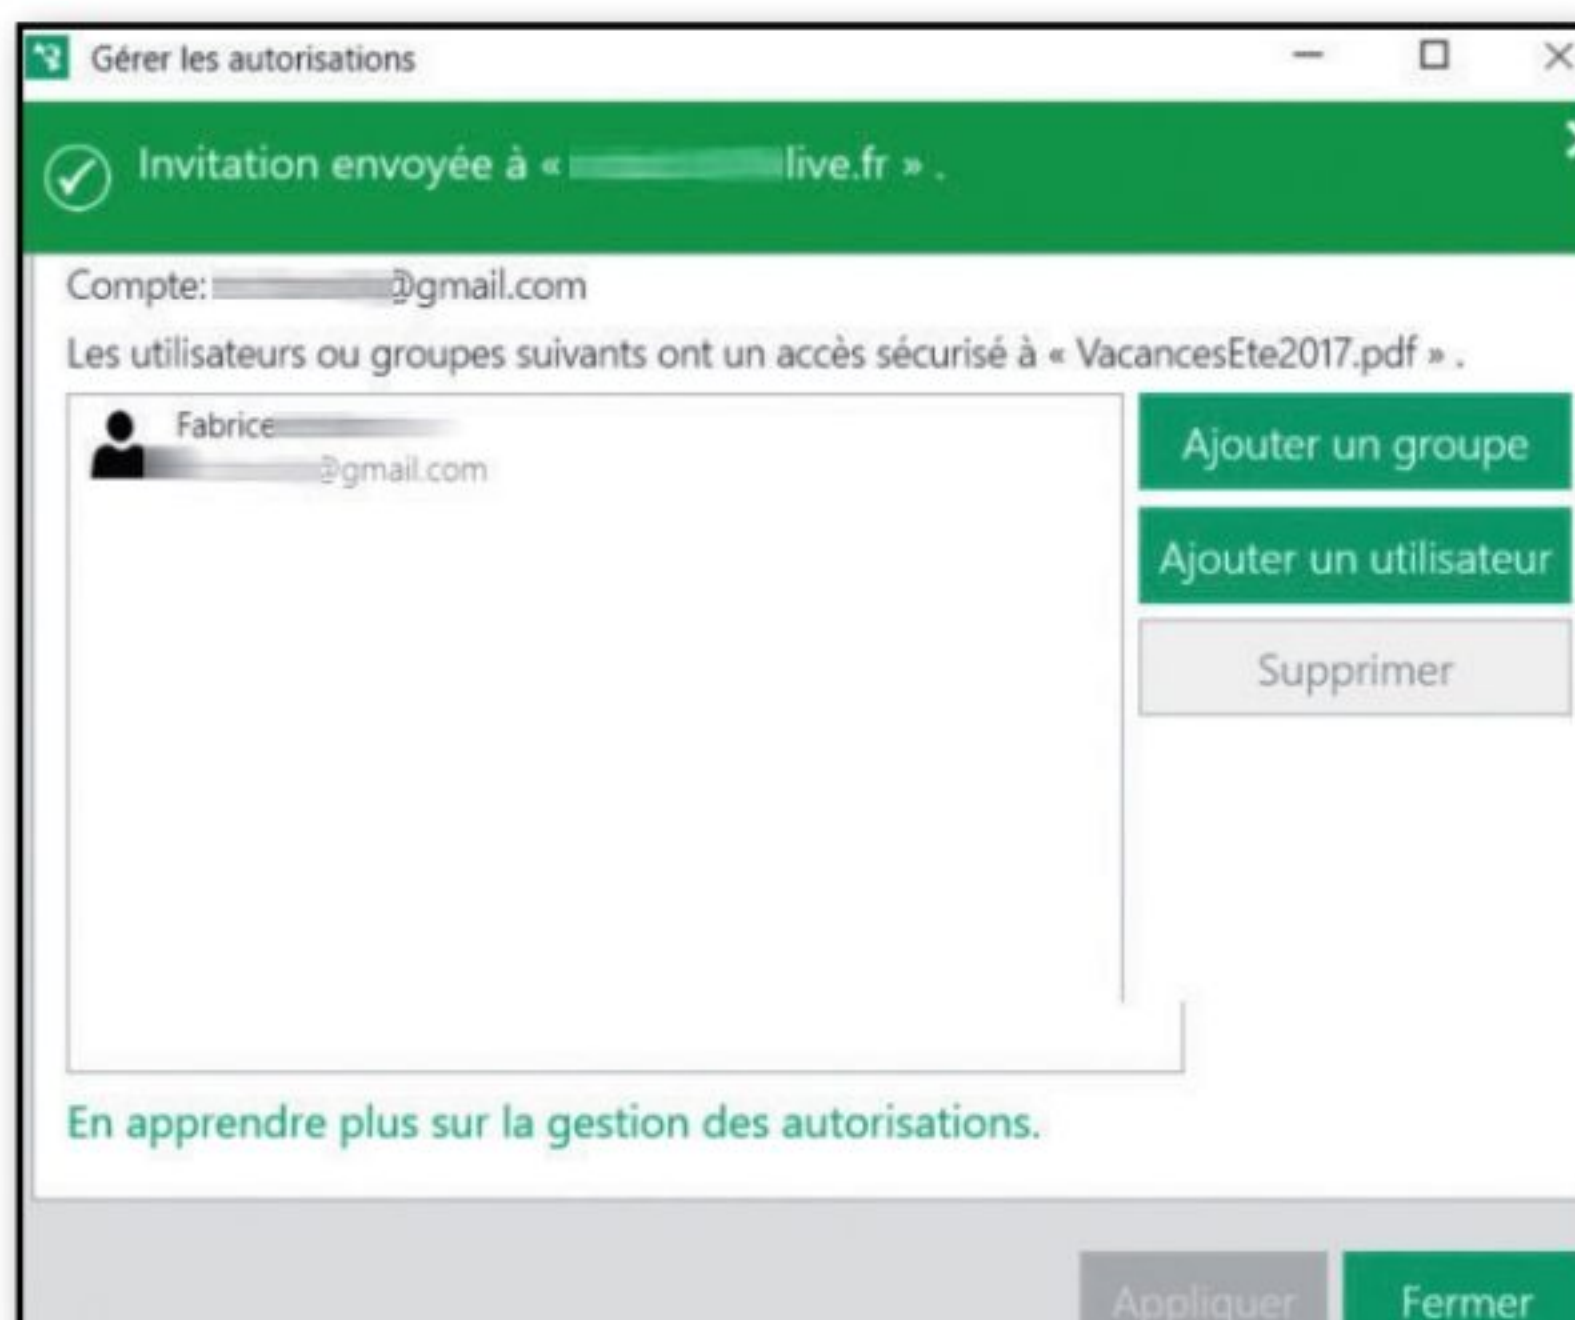 Gérer les autorisations
Invitation envoyée à « live.fr » .
Compte: @gmail.com
Les utilisateurs ou groupes suivants ont un accès sécurisé à « VacancesEte2017.pdf » .
Fabrice
@gmail.com
Ajouter un groupe
Ajouter un utilisateur
Supprimer
En apprendre plus sur la gestion des autorisations.
Appliquer
Fermer